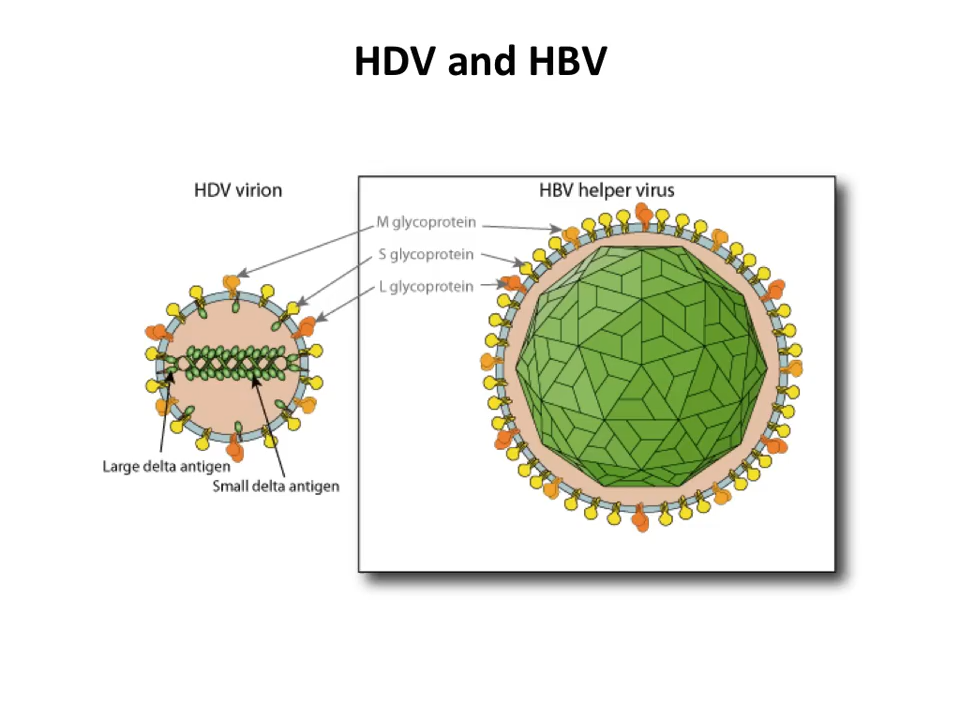 HDV and HBV
HDV virion
HBV helper virus
M glycoprotein
S glycoprotein
L glycoprotein
Large delta antigen
Small delta antigen